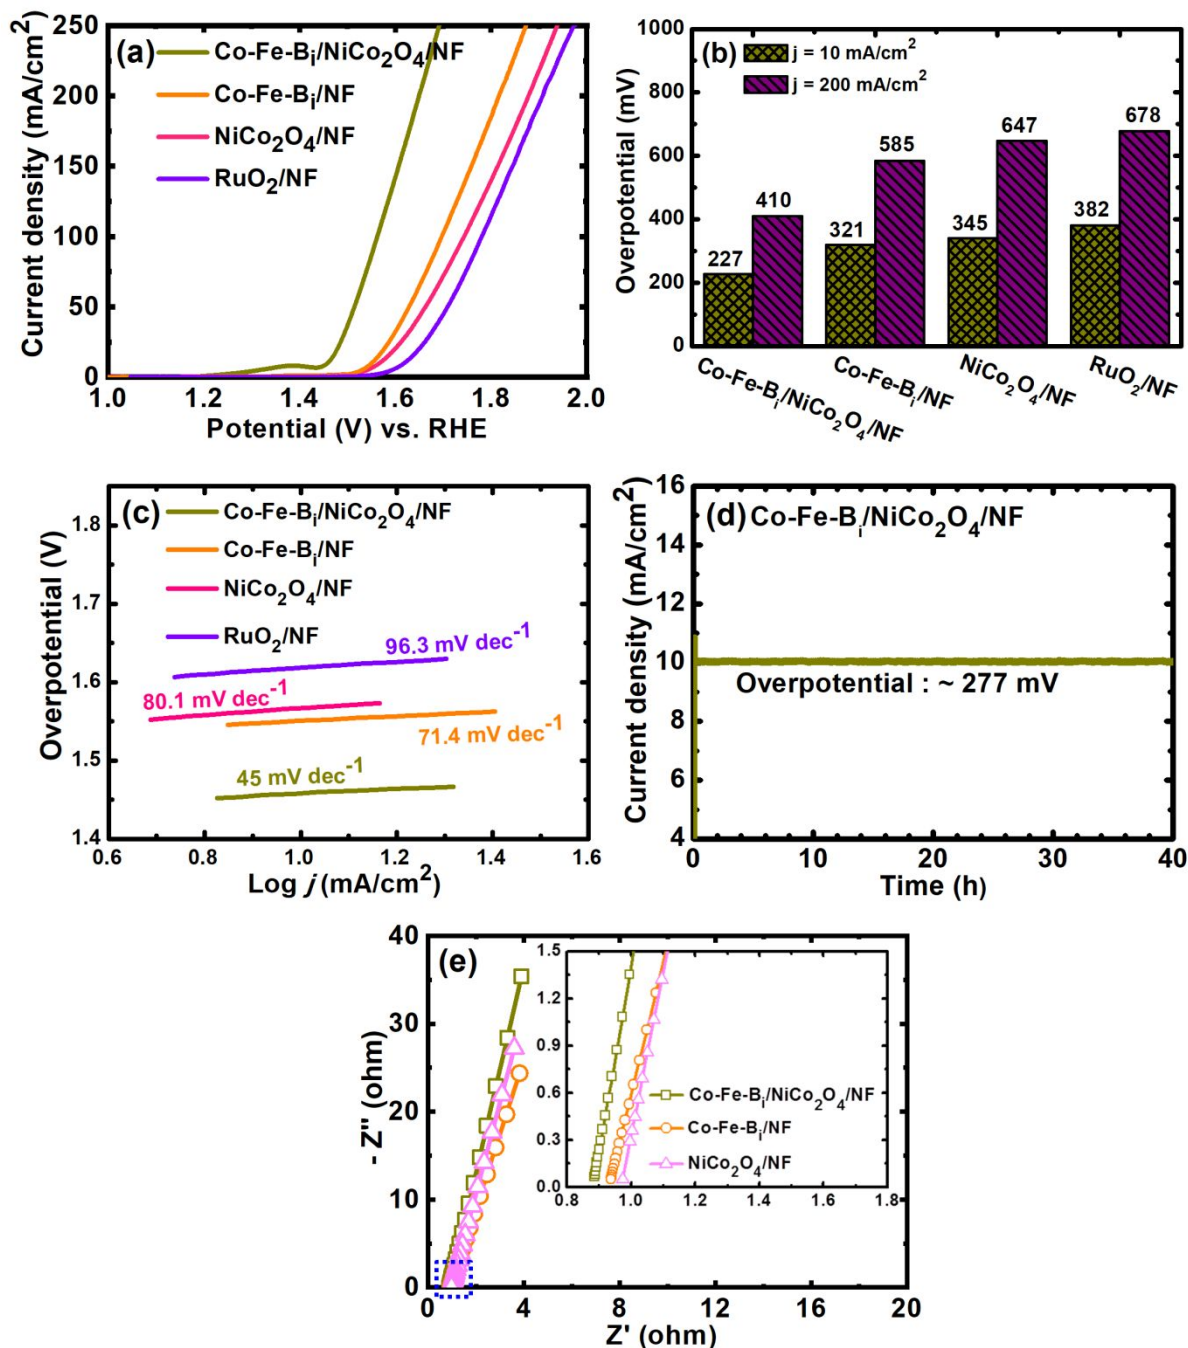 (a)
Co-Fe-Bᵢ/NiCo₂O₄/NF
Co-Fe-Bᵢ/NF
NiCo₂O₄/NF
RuO₂/NF
Current density (mA/cm²)
250
200
150
100
50
0
1.0 1.2 1.4 1.6 1.8 2.0
Potential (V) vs. RHE
(b)
j = 10 mA/cm²
j = 200 mA/cm²
Overpotential (mV)
1000
800
600
400
200
0
227 410 321 585 345 647 382 678
Co-Fe-Bᵢ/NiCo₂O₄/NF
Co-Fe-Bᵢ/NF
NiCo₂O₄/NF
RuO₂/NF
(c)
Co-Fe-Bᵢ/NiCo₂O₄/NF
Co-Fe-Bᵢ/NF
NiCo₂O₄/NF
RuO₂/NF
96.3 mV dec⁻¹
80.1 mV dec⁻¹
71.4 mV dec⁻¹
45 mV dec⁻¹
Overpotential (V)
1.8
1.7
1.6
1.5
1.4
0.6 0.8 1.0 1.2 1.4 1.6
Log j (mA/cm²)
(d) Co-Fe-Bᵢ/NiCo₂O₄/NF
Overpotential : ~ 277 mV
Current density (mA/cm²)
16
14
12
10
8
6
4
0 10 20 30 40
Time (h)
(e)
- Z'' (ohm)
40
30
20
10
0
0 4 8 12 16 20
Z' (ohm)
1.5
1.2
0.9
0.6
0.3
0.0
0.8 1.0 1.2 1.4 1.6 1.8
Co-Fe-Bᵢ/NiCo₂O₄/NF
Co-Fe-Bᵢ/NF
NiCo₂O₄/NF